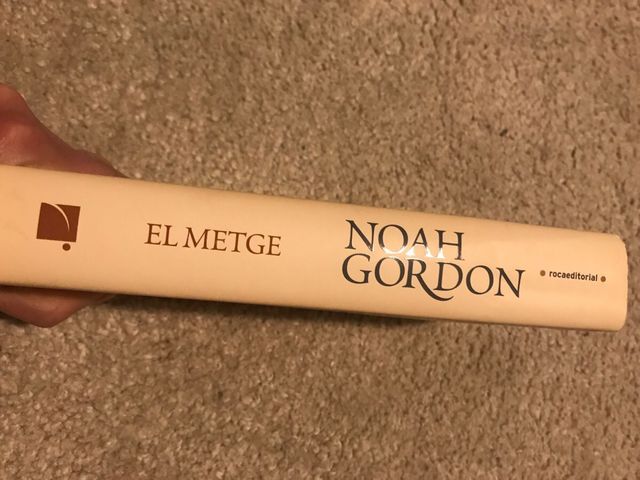 EL METGE
NOAH
GORDON
• rocaeditorial •